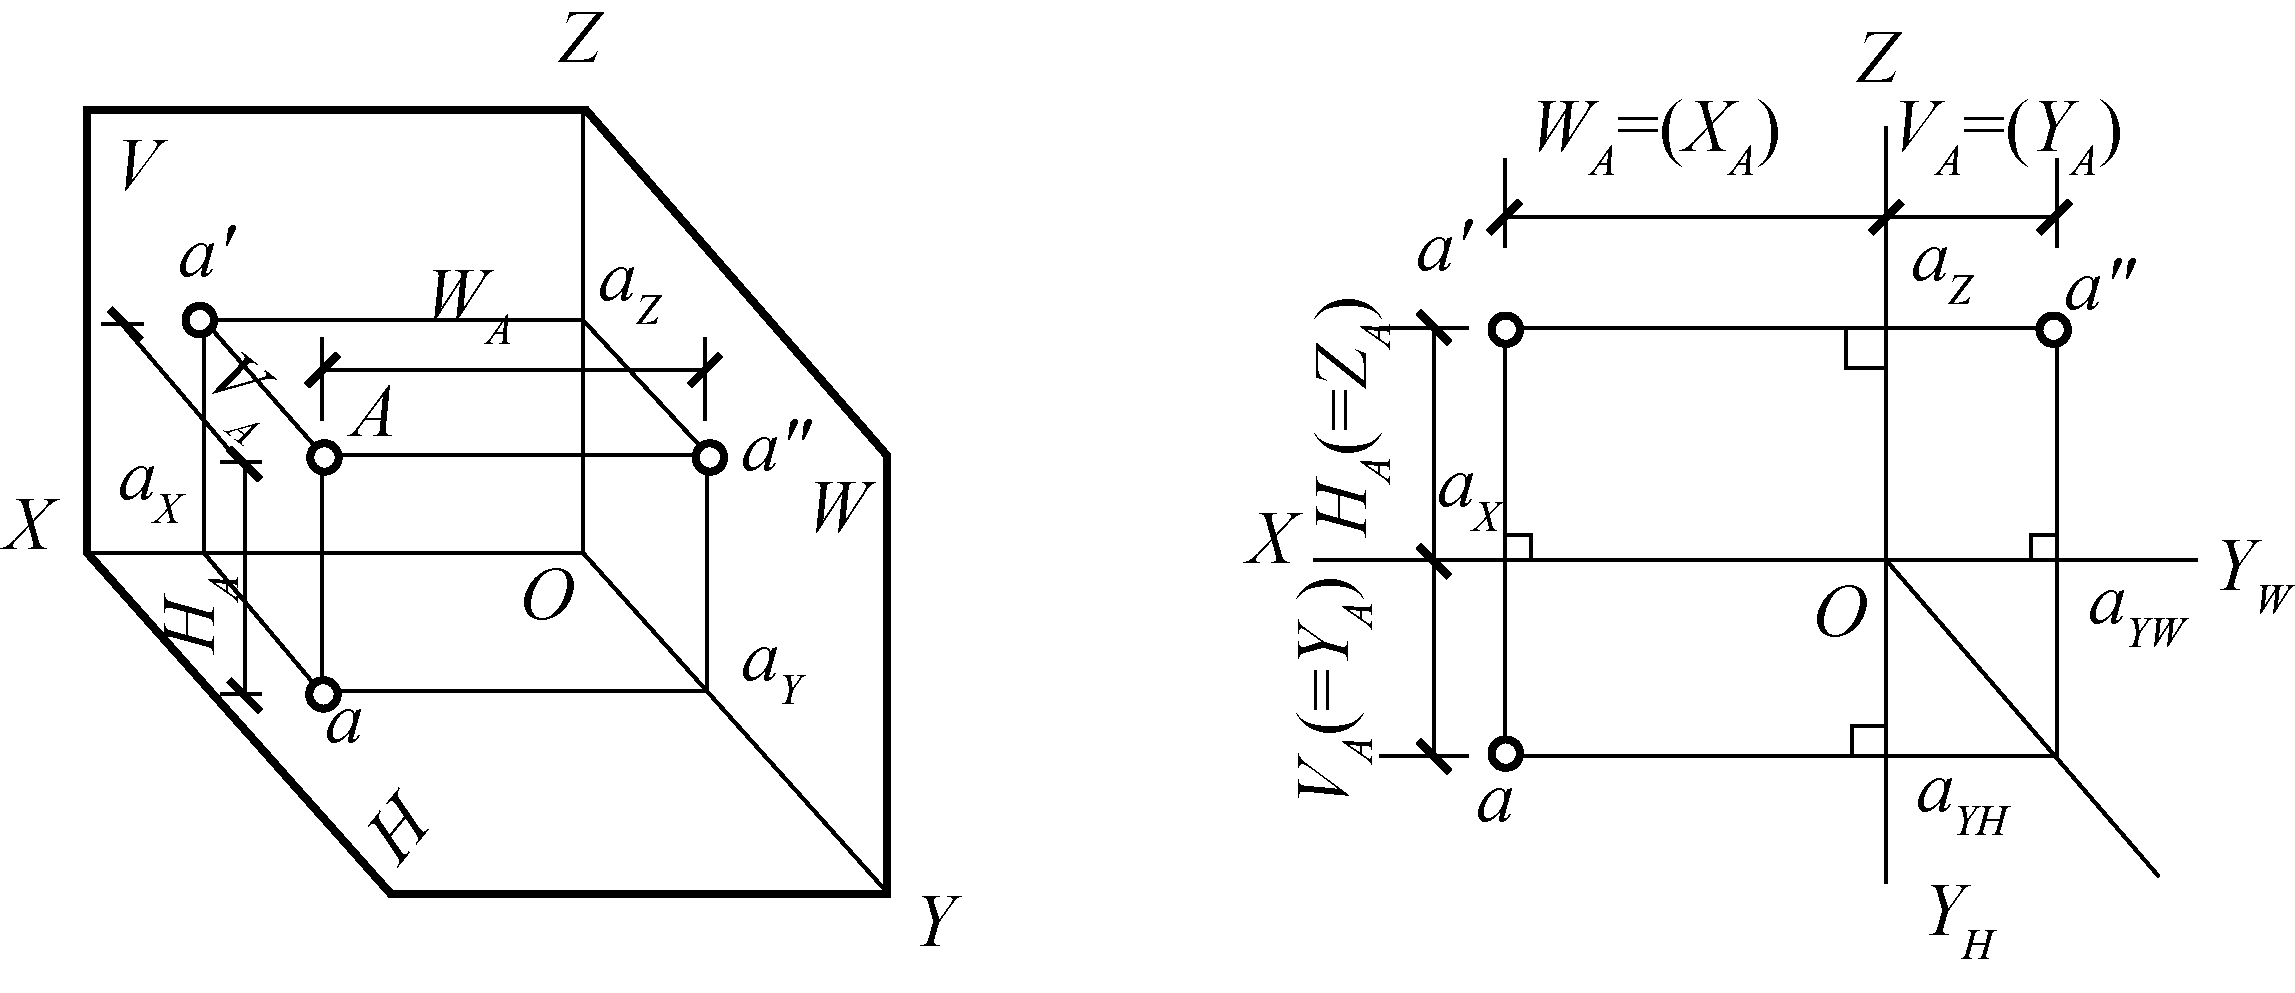 Z
V
a'
W_A
a_Z
V_A
A
a"
W
a_X
X
O
H_A
a_Y
a
H
Y
Z
W_A=(X_A)
V_A=(Y_A)
a'
a_Z
a"
H_A(=Z_A)
a_X
X
Y_W
O
a_YW
V_A(=Y_A)
a
a_YH
Y_H